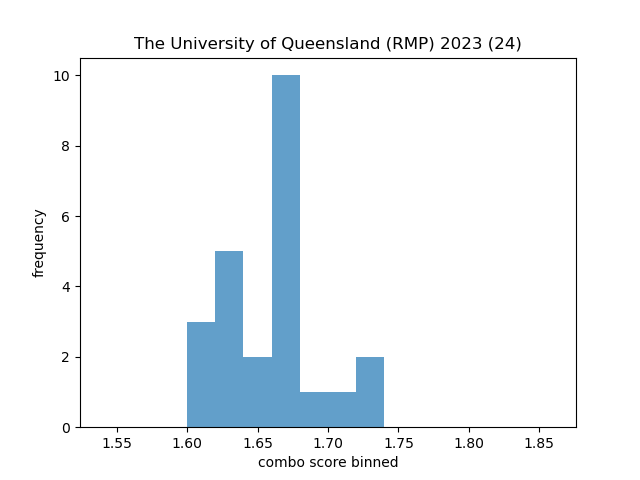 The University of Queensland (RMP) 2023 (24)
10
8
6
4
2
0
frequency
1.55 1.60 1.65 1.70 1.75 1.80 1.85
combo score binned